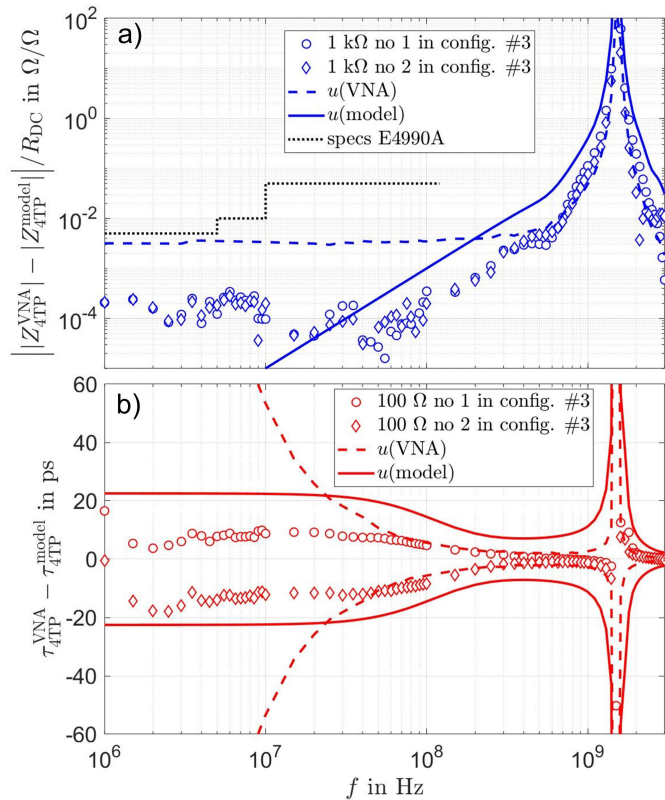 a)
10^2
10^0
10^-2
10^-4
||Z_4TP^VNA| − |Z_4TP^model||/R_DC in Ω/Ω
1 kΩ no 1 in config. #3
1 kΩ no 2 in config. #3
u(VNA)
u(model)
specs E4990A
b)
60
40
20
0
-20
-40
-60
τ_4TP^VNA − τ_4TP^model in ps
100 Ω no 1 in config. #3
100 Ω no 2 in config. #3
u(VNA)
u(model)
10^6 10^7 10^8 10^9
f in Hz